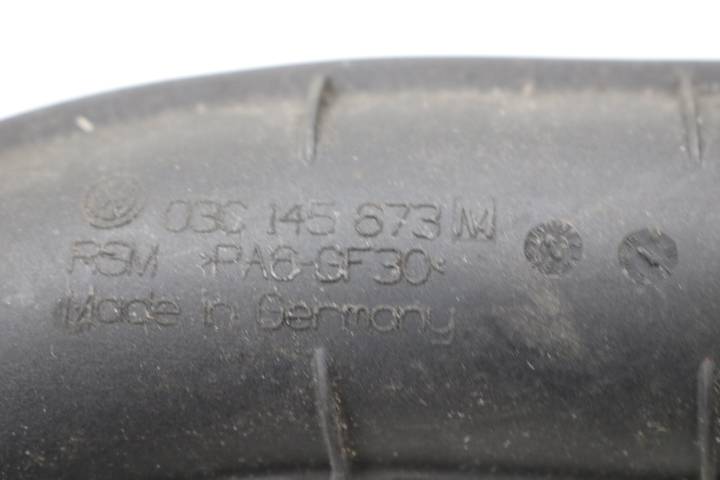 03C 145 673 M
RSM >PA6-GF30<
Made in Germany